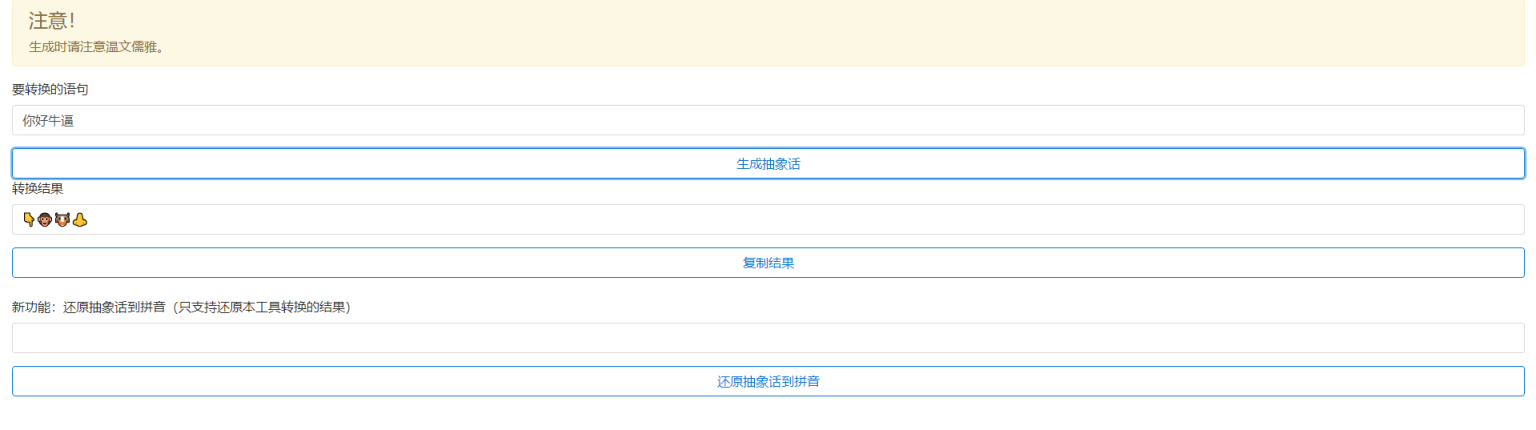 注意！
生成时请注意温文儒雅。
要转换的语句
你好牛逼
生成抽象话
转换结果
👇🐵🐮👃
复制结果
新功能：还原抽象话到拼音（只支持还原本工具转换的结果）
还原抽象话到拼音